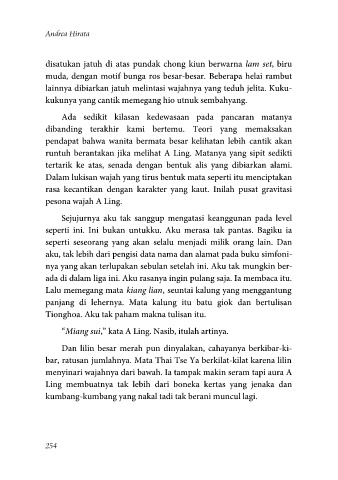 Andrea Hirata
disatukan jatuh di atas pundak chong kiun berwarna lam set, biru
muda, dengan motif bunga ros besar-besar. Beberapa helai rambut
lainnya dibiarkan jatuh melintasi wajahnya yang teduh jelita. Kuku-
kukunya yang cantik memegang hio utnuk sembahyang.
Ada sedikit kilasan kedewasaan pada pancaran matanya
dibanding terakhir kami bertemu. Teori yang memaksakan
pendapat bahwa wanita bermata besar kelihatan lebih cantik akan
runtuh berantakan jika melihat A Ling. Matanya yang sipit sedikti
tertarik ke atas, senada dengan bentuk alis yang dibiarkan alami.
Dalam lukisan wajah yang tirus bentuk mata seperti itu menciptakan
rasa kecantikan dengan karakter yang kaut. Inilah pusat gravitasi
pesona wajah A Ling.
Sejujurnya aku tak sanggup mengatasi keanggunan pada level
seperti ini. Ini bukan untukku. Aku merasa tak pantas. Bagiku ia
seperti seseorang yang akan selalu menjadi milik orang lain. Dan
aku, tak lebih dari pengisi data nama dan alamat pada buku simfoni-
nya yang akan terlupakan sebulan setelah ini. Aku tak mungkin ber-
ada di dalam liga ini. Aku rasanya ingin pulang saja. Ia membaca itu.
Lalu memegang mata kiang lian, seuntai kalung yang menggantung
panjang di lehernya. Mata kalung itu batu giok dan bertulisan
Tionghoa. Aku tak paham makna tulisan itu.
“Miang sui,” kata A Ling. Nasib, itulah artinya.
Dan lilin besar merah pun dinyalakan, cahayanya berkibar-ki-
bar, ratusan jumlahnya. Mata Thai Tse Ya berkilat-kilat karena lilin
menyinari wajahnya dari bawah. Ia tampak makin seram tapi aura A
Ling membuatnya tak lebih dari boneka kertas yang jenaka dan
kumbang-kumbang yang nakal tadi tak berani muncul lagi.
254